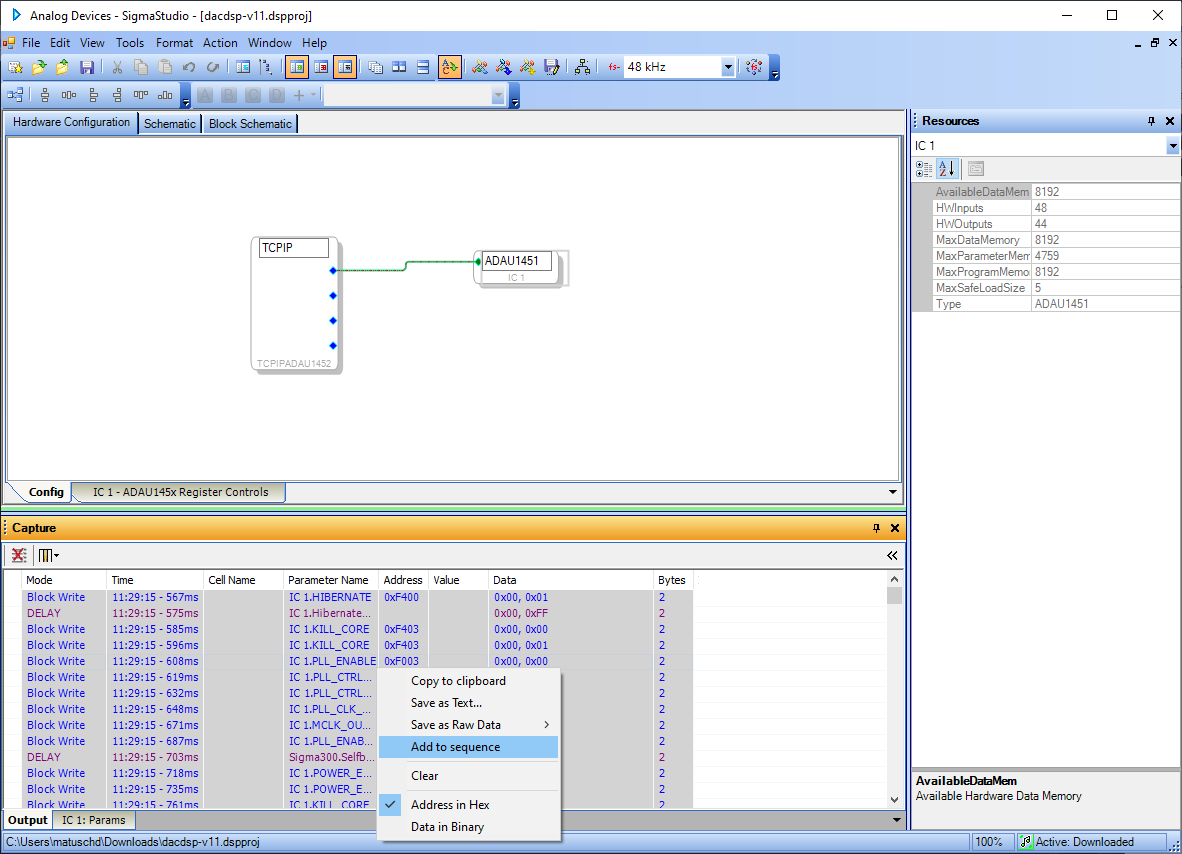 Analog Devices - SigmaStudio - [dacdsp-v11.dspproj]
File Edit View Tools Format Action Window Help
fs- 48 kHz
Hardware Configuration Schematic Block Schematic
TCPIP
TCPIPADAU1452
ADAU1451
IC 1
Config IC 1 - ADAU145x Register Controls
Resources
IC 1
AvailableDataMem 8192
HWInputs 48
HWOutputs 44
MaxDataMemory 8192
MaxParameterMem 4759
MaxProgramMemo 8192
MaxSafeLoadSize 5
Type ADAU1451
AvailableDataMem
Available Hardware Data Memory
Capture
Mode Time Cell Name Parameter Name Address Value Data Bytes
Block Write 11:29:15 - 567ms IC 1.HIBERNATE 0xF400 0x00, 0x01 2
DELAY 11:29:15 - 575ms IC 1.Hibernate... 0x00, 0xFF 2
Block Write 11:29:15 - 585ms IC 1.KILL_CORE 0xF403 0x00, 0x00 2
Block Write 11:29:15 - 596ms IC 1.KILL_CORE 0xF403 0x00, 0x01 2
Block Write 11:29:15 - 608ms IC 1.PLL_ENABLE 0xF003 0x00, 0x00 2
Block Write 11:29:15 - 619ms IC 1.PLL_CTRL... 2
Block Write 11:29:15 - 632ms IC 1.PLL_CTRL... 2
Block Write 11:29:15 - 648ms IC 1.PLL_CLK_... 2
Block Write 11:29:15 - 671ms IC 1.MCLK_OU... 2
Block Write 11:29:15 - 687ms IC 1.PLL_ENAB... 2
DELAY 11:29:15 - 703ms Sigma300.Selfb... 2
Block Write 11:29:15 - 718ms IC 1.POWER_E... 2
Block Write 11:29:15 - 735ms IC 1.POWER_E... 2
Block Write 11:29:15 - 761ms IC 1.KILL_CORE 2
Copy to clipboard
Save as Text...
Save as Raw Data
Add to sequence
Clear
Address in Hex
Data in Binary
Output IC 1: Params
C:\Users\matuschd\Downloads\dacdsp-v11.dspproj 100% Active: Downloaded